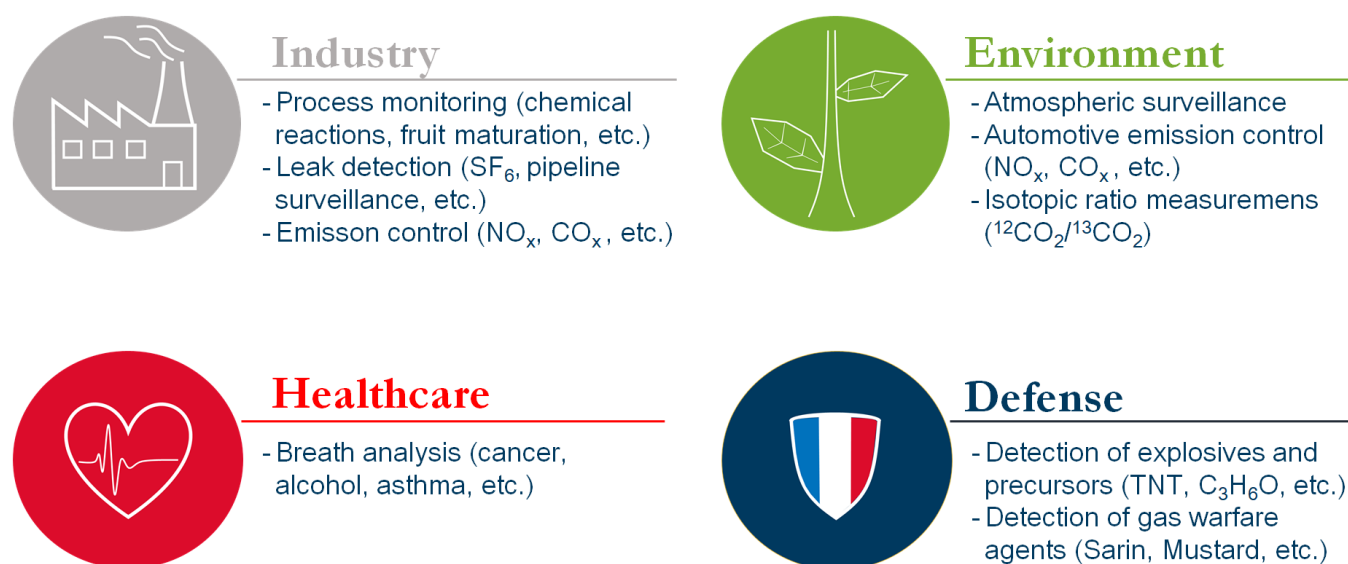 Industry
- Process monitoring (chemical
reactions, fruit maturation, etc.)
- Leak detection (SF₆, pipeline
surveillance, etc.)
- Emisson control (NOₓ, COₓ, etc.)
Environment
- Atmospheric surveillance
- Automotive emission control
(NOₓ, COₓ, etc.)
- Isotopic ratio measuremens
(¹²CO₂/¹³CO₂)
Healthcare
- Breath analysis (cancer,
alcohol, asthma, etc.)
Defense
- Detection of explosives and
precursors (TNT, C₃H₆O, etc.)
- Detection of gas warfare
agents (Sarin, Mustard, etc.)